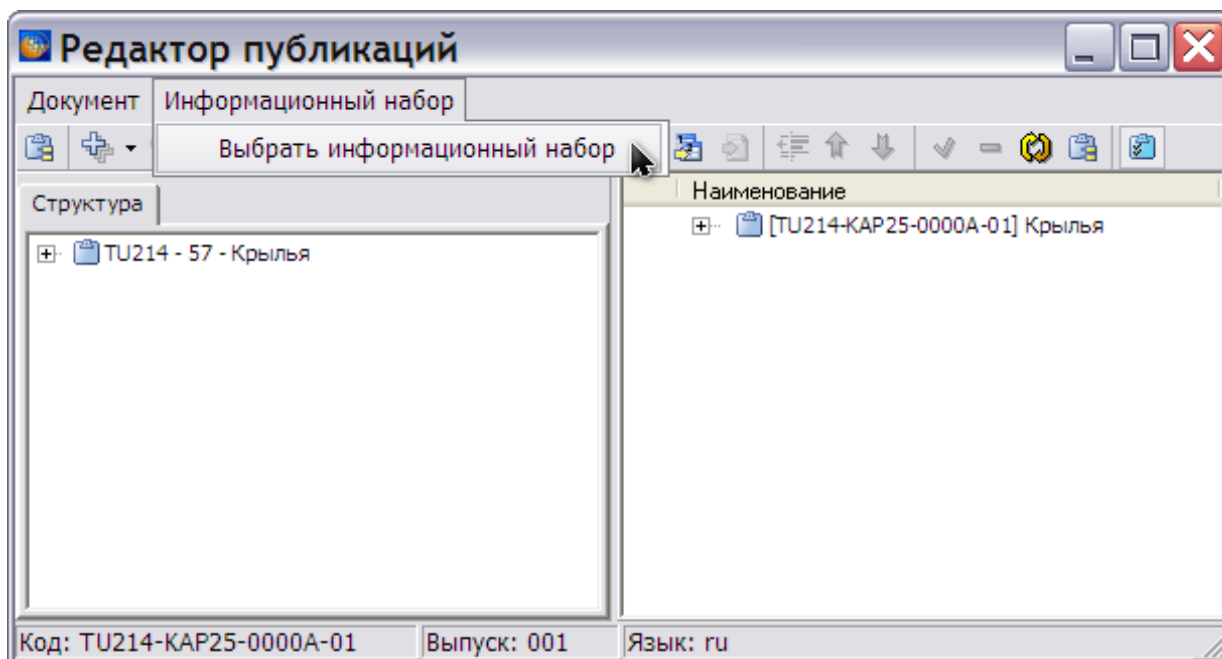 Редактор публикаций
Документ Информационный набор
Выбрать информационный набор
Структура
TU214 - 57 - Крылья
Наименование
[TU214-KAP25-0000A-01] Крылья
Код: TU214-KAP25-0000A-01 Выпуск: 001 Язык: ru